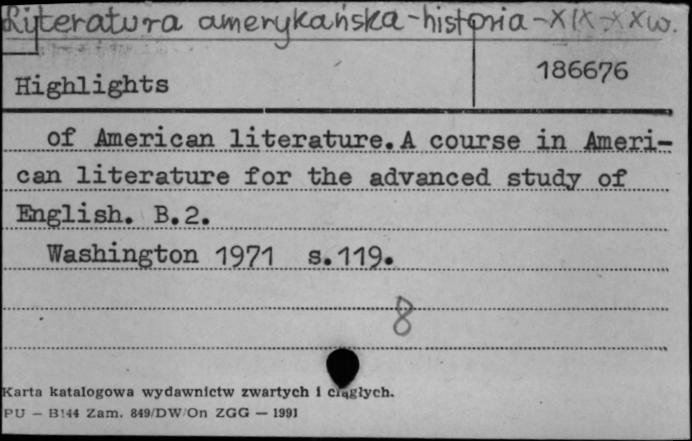 Literatura amerykańska - historia - XIX - XX w.
186676
Highlights
of American literature. A course in Ameri-
can literature for the advanced study of
English. B.2.
Washington 1971 s.119.
8
Karta katalogowa wydawnictw zwartych i ciągłych.
PU — B144 Zam. 849/DW/On ZGG — 1991